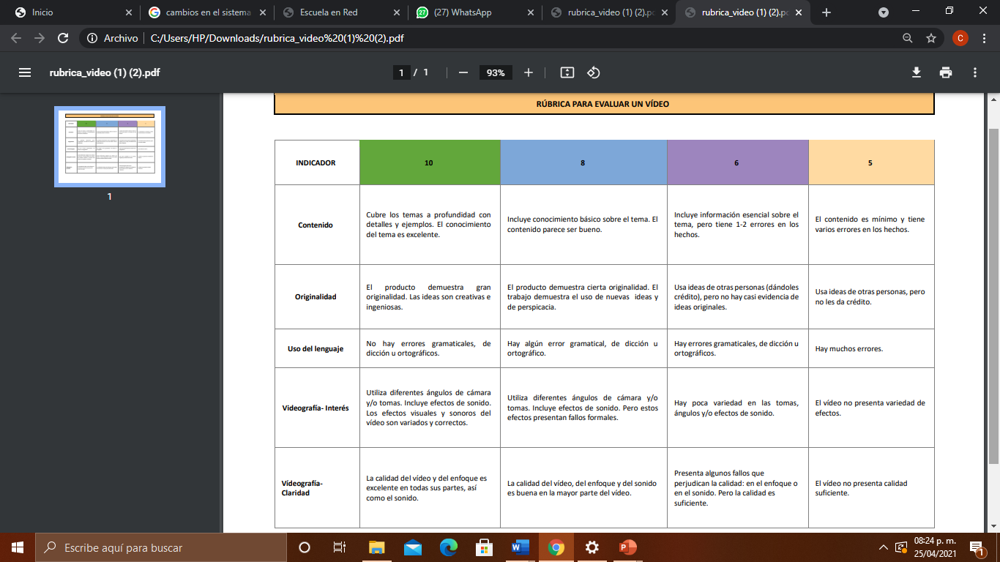 Inicio
cambios en el sistema
Escuela en Red
(27) WhatsApp
rubrica_video (1) (2).p
rubrica_video (1) (2).p
Archivo
C:/Users/HP/Downloads/rubrica_video%20(1)%20(2).pdf
C
rubrica_video (1) (2).pdf
1 / 1
93%
1
RÚBRICA PARA EVALUAR UN VÍDEO
INDICADOR
10
8
6
5
Contenido
Cubre los temas a profundidad con
detalles y ejemplos. El conocimiento
del tema es excelente.
Incluye conocimiento básico sobre el tema. El
contenido parece ser bueno.
Incluye información esencial sobre el
tema, pero tiene 1-2 errores en los
hechos.
El contenido es mínimo y tiene
varios errores en los hechos.
Originalidad
El producto demuestra gran
originalidad. Las ideas son creativas e
ingeniosas.
El producto demuestra cierta originalidad. El
trabajo demuestra el uso de nuevas ideas y
de perspicacia.
Usa ideas de otras personas (dándoles
crédito), pero no hay casi evidencia de
ideas originales.
Usa ideas de otras personas, pero
no les da crédito.
Uso del lenguaje
No hay errores gramaticales, de
dicción u ortográficos.
Hay algún error gramatical, de dicción u
ortográfico.
Hay errores gramaticales, de dicción u
ortográficos.
Hay muchos errores.
Videografía- Interés
Utiliza diferentes ángulos de cámara
y/o tomas. Incluye efectos de sonido.
Los efectos visuales y sonoros del
vídeo son variados y correctos.
Utiliza diferentes ángulos de cámara y/o
tomas. Incluye efectos de sonido. Pero estos
efectos presentan fallos formales.
Hay poca variedad en las tomas,
ángulos y/o efectos de sonido.
El vídeo no presenta variedad de
efectos.
Vídeografía-
Claridad
La calidad del vídeo y del enfoque es
excelente en todas sus partes, así
como el sonido.
La calidad del vídeo, del enfoque y del sonido
es buena en la mayor parte del vídeo.
Presenta algunos fallos que
perjudican la calidad: en el enfoque o
en el sonido. Pero la calidad es
suficiente.
El vídeo no presenta calidad
suficiente.
Escribe aquí para buscar
08:24 p. m.
25/04/2021
1